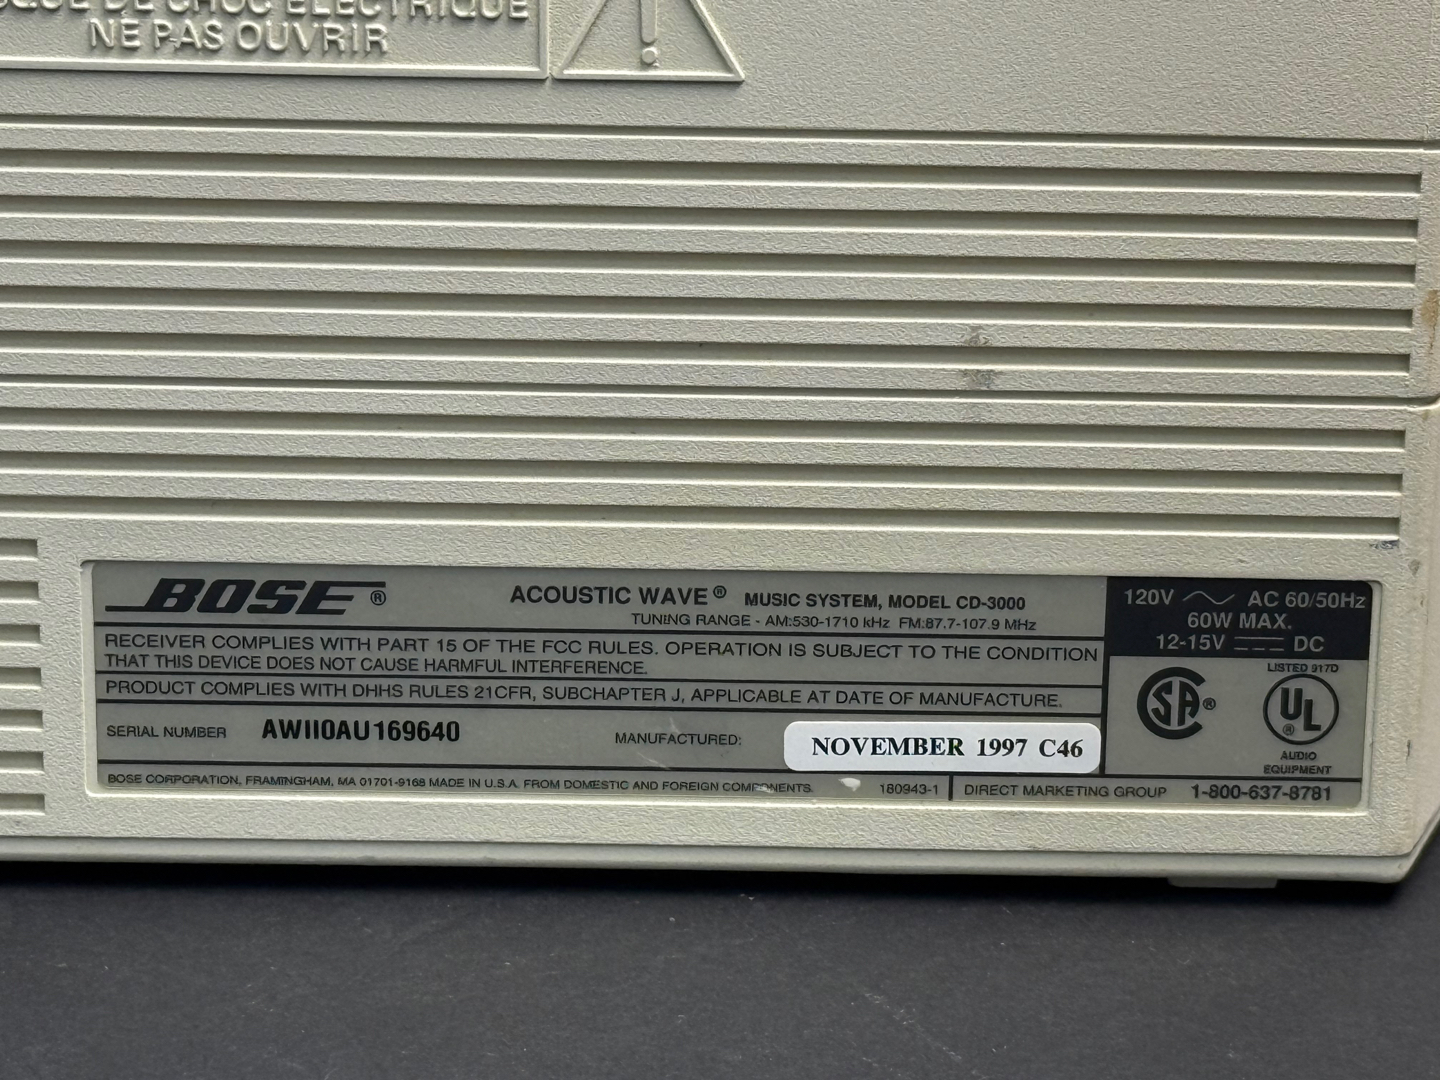 DE CHOC ÉLECTRIQUE
NE PAS OUVRIR
!
BOSE®
ACOUSTIC WAVE® MUSIC SYSTEM, MODEL CD-3000
TUNING RANGE - AM:530-1710 kHz FM:87.7-107.9 MHz
RECEIVER COMPLIES WITH PART 15 OF THE FCC RULES. OPERATION IS SUBJECT TO THE CONDITION
THAT THIS DEVICE DOES NOT CAUSE HARMFUL INTERFERENCE.
PRODUCT COMPLIES WITH DHHS RULES 21CFR, SUBCHAPTER J, APPLICABLE AT DATE OF MANUFACTURE.
SERIAL NUMBER AWII0AU169640 MANUFACTURED: NOVEMBER 1997 C46
BOSE CORPORATION, FRAMINGHAM, MA 01701-9168 MADE IN U.S.A. FROM DOMESTIC AND FOREIGN COMPONENTS. 180943-1
DIRECT MARKETING GROUP 1-800-637-8781
120V AC 60/50Hz
60W MAX.
12-15V DC
SA®
LISTED 917D
UL®
AUDIO
EQUIPMENT